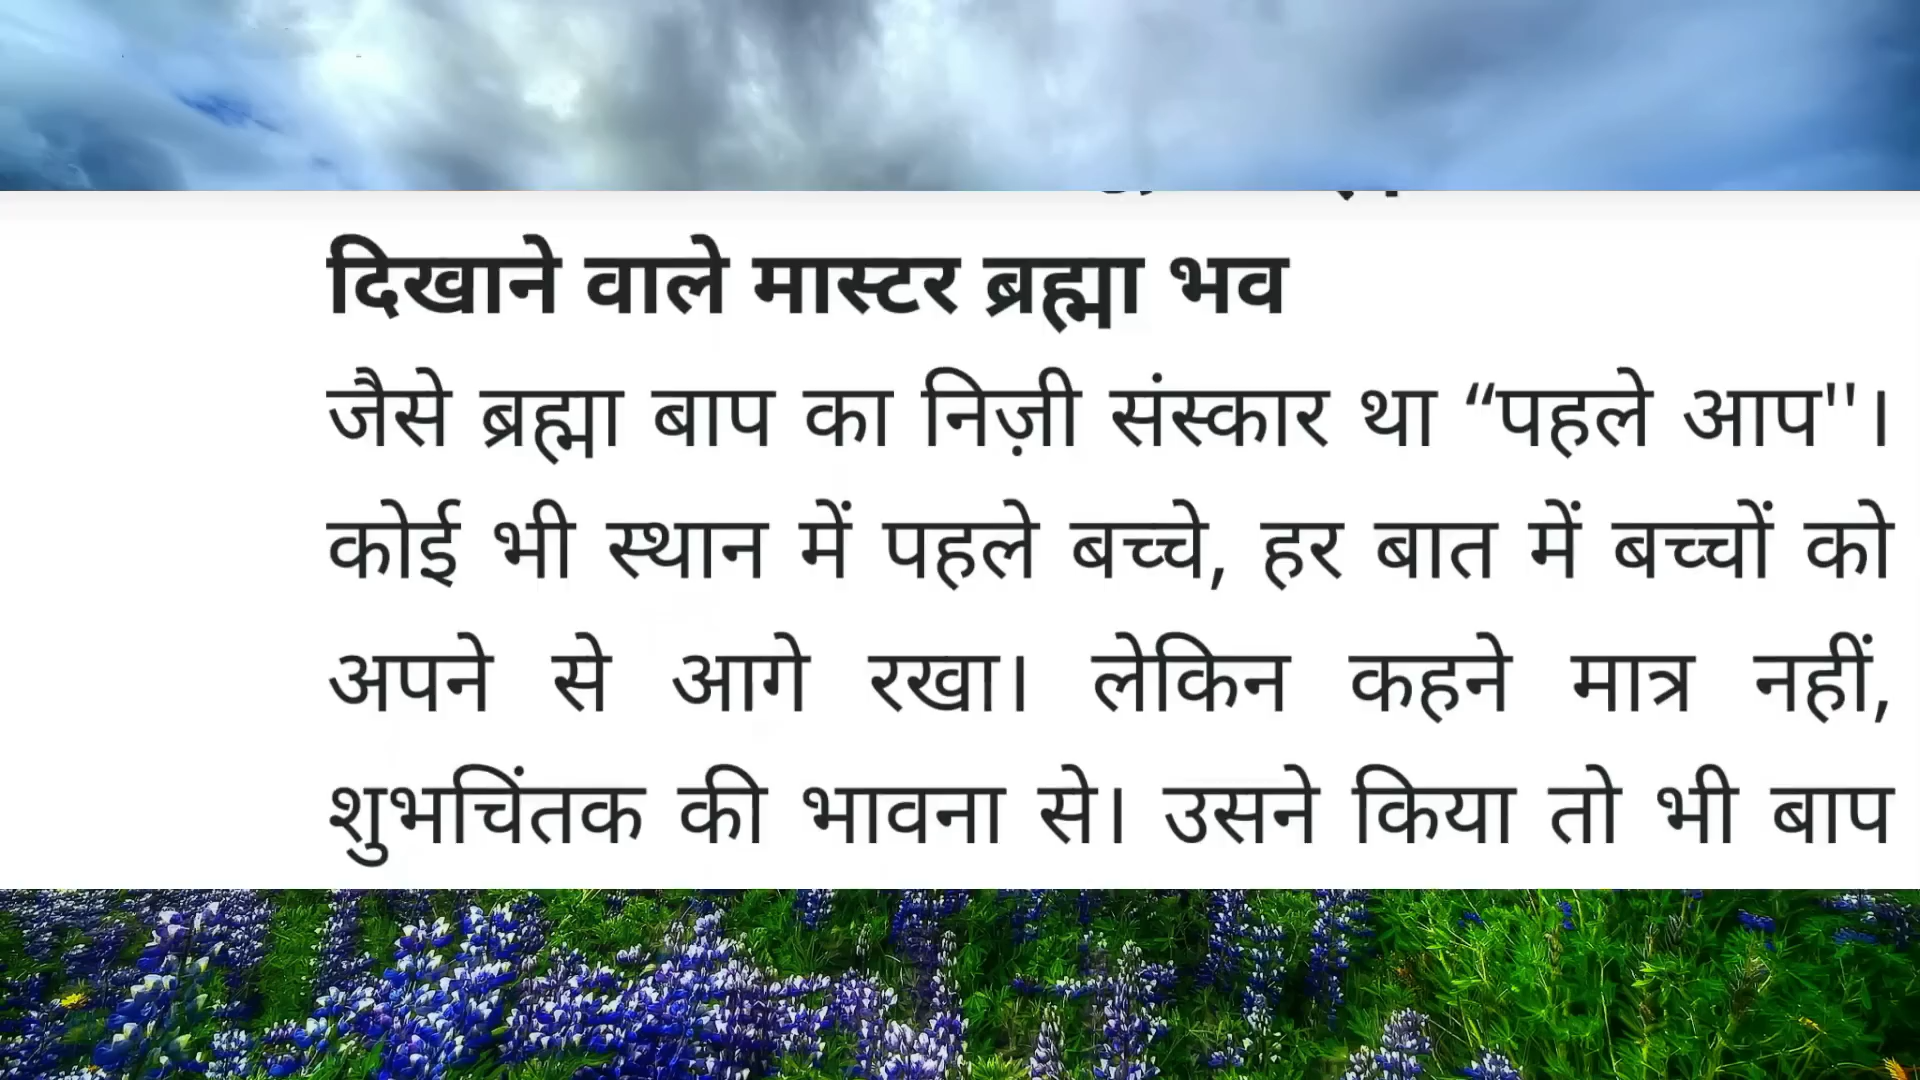 दिखाने वाले मास्टर ब्रह्मा भव
जैसे ब्रह्मा बाप का निज़ी संस्कार था “पहले आप"।
कोई भी स्थान में पहले बच्चे, हर बात में बच्चों को
अपने से आगे रखा। लेकिन कहने मात्र नहीं,
शुभचिंतक की भावना से। उसने किया तो भी बाप